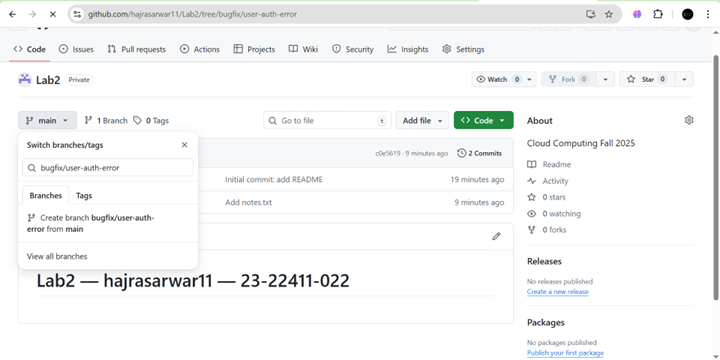 github.com/hajrasarwar11/Lab2/tree/bugfix/user-auth-error
Code Issues Pull requests Actions Projects Wiki Security Insights Settings
Lab2 Private Watch 0 Fork 0 Star 0
main 1 Branch 0 Tags Go to file t Add file Code
Switch branches/tags
bugfix/user-auth-error
Branches Tags
Create branch bugfix/user-auth-
error from main
View all branches
c0e5619 · 9 minutes ago 2 Commits
Initial commit: add README 19 minutes ago
Add notes.txt 9 minutes ago
Lab2 — hajrasarwar11 — 23-22411-022
About
Cloud Computing Fall 2025
Readme
Activity
0 stars
0 watching
0 forks
Releases
No releases published
Create a new release
Packages
No packages published
Publish your first package